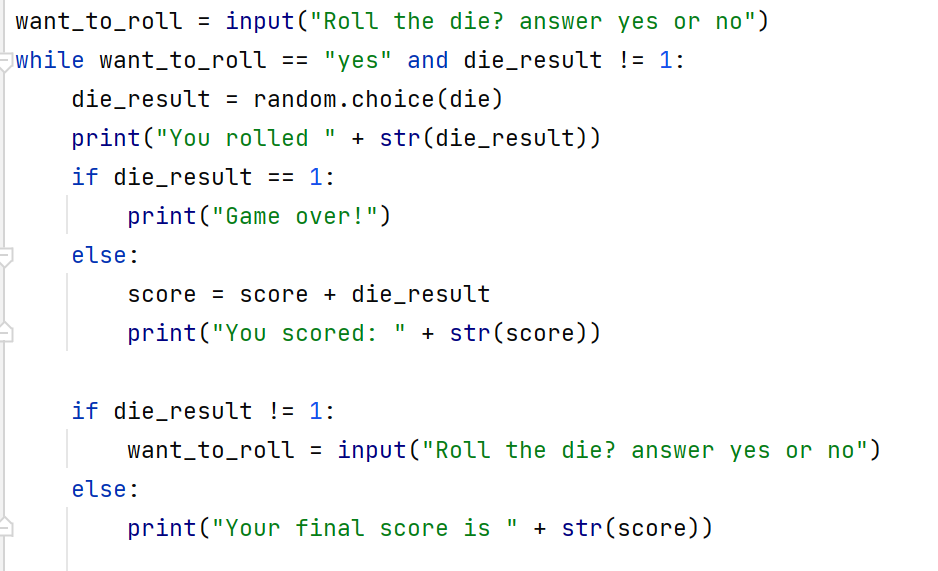 want_to_roll = input("Roll the die? answer yes or no")
while want_to_roll == "yes" and die_result != 1:
    die_result = random.choice(die)
    print("You rolled " + str(die_result))
    if die_result == 1:
        print("Game over!")
    else:
        score = score + die_result
        print("You scored: " + str(score))

    if die_result != 1:
        want_to_roll = input("Roll the die? answer yes or no")
    else:
        print("Your final score is " + str(score))